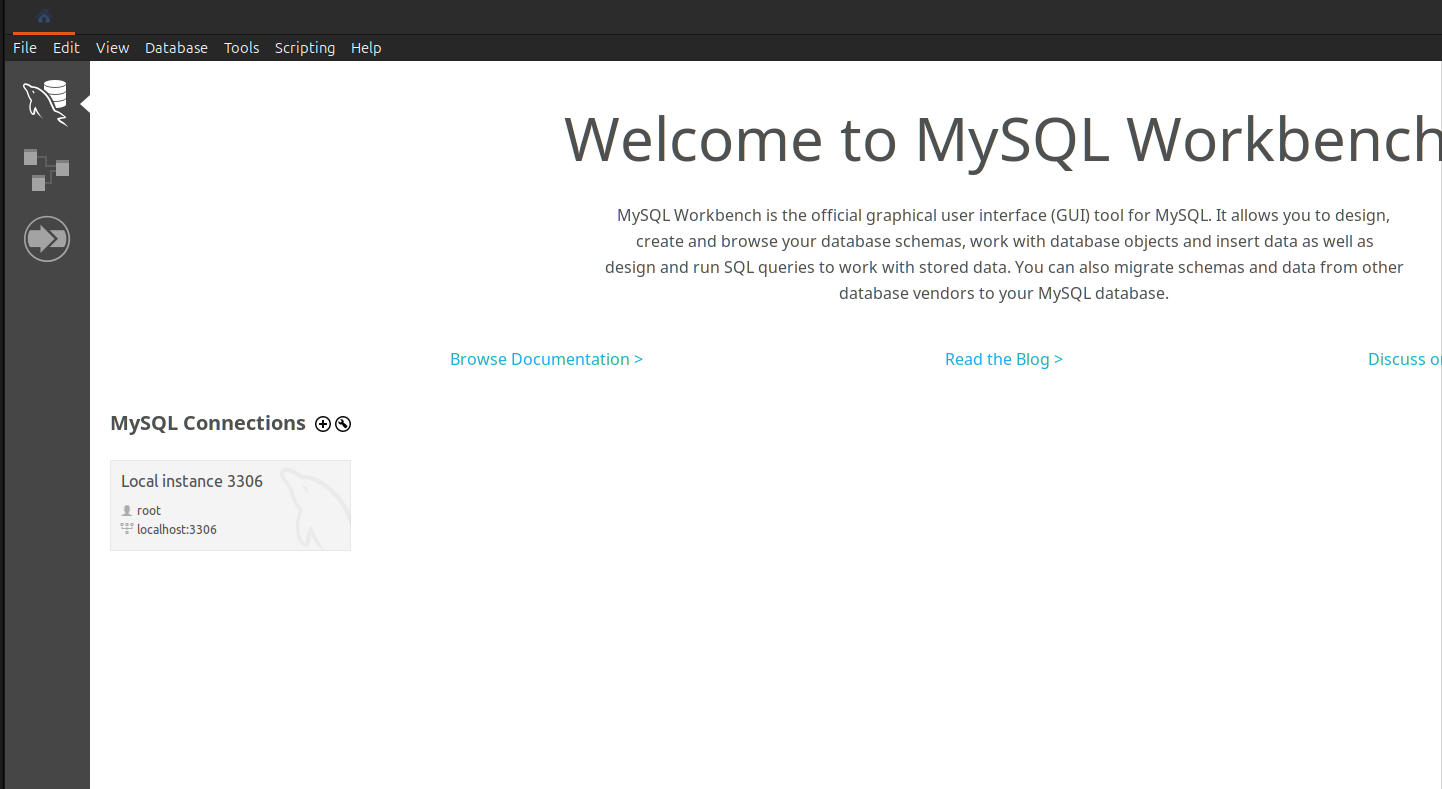 File Edit View Database Tools Scripting Help
Welcome to MySQL Workbench
MySQL Workbench is the official graphical user interface (GUI) tool for MySQL. It allows you to design,
create and browse your database schemas, work with database objects and insert data as well as
design and run SQL queries to work with stored data. You can also migrate schemas and data from other
database vendors to your MySQL database.
Browse Documentation > Read the Blog > Discuss
MySQL Connections
Local instance 3306
root
localhost:3306